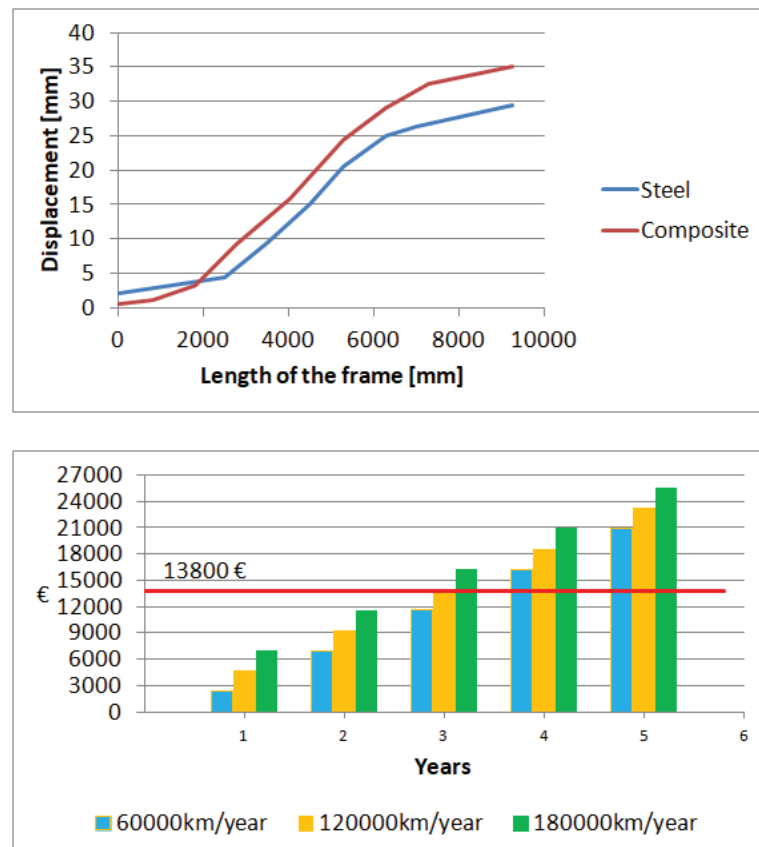 40
35
30
25
20
15
10
5
0
Displacement [mm]
0 2000 4000 6000 8000 10000
Length of the frame [mm]
Steel
Composite
27000
24000
21000
18000
15000
12000
9000
6000
3000
0
€
13800 €
1 2 3 4 5 6
Years
60000km/year 120000km/year 180000km/year